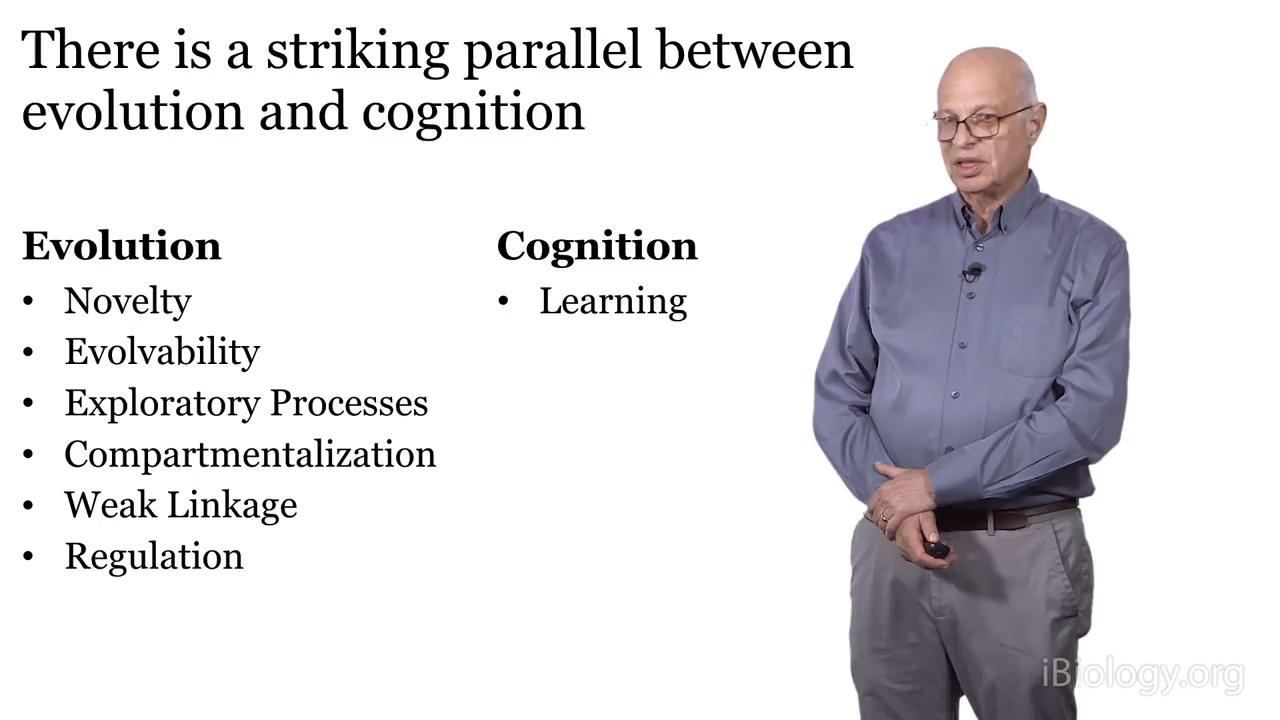 There is a striking parallel between
evolution and cognition
Evolution
• Novelty
• Evolvability
• Exploratory Processes
• Compartmentalization
• Weak Linkage
• Regulation
Cognition
• Learning
iBiology.org